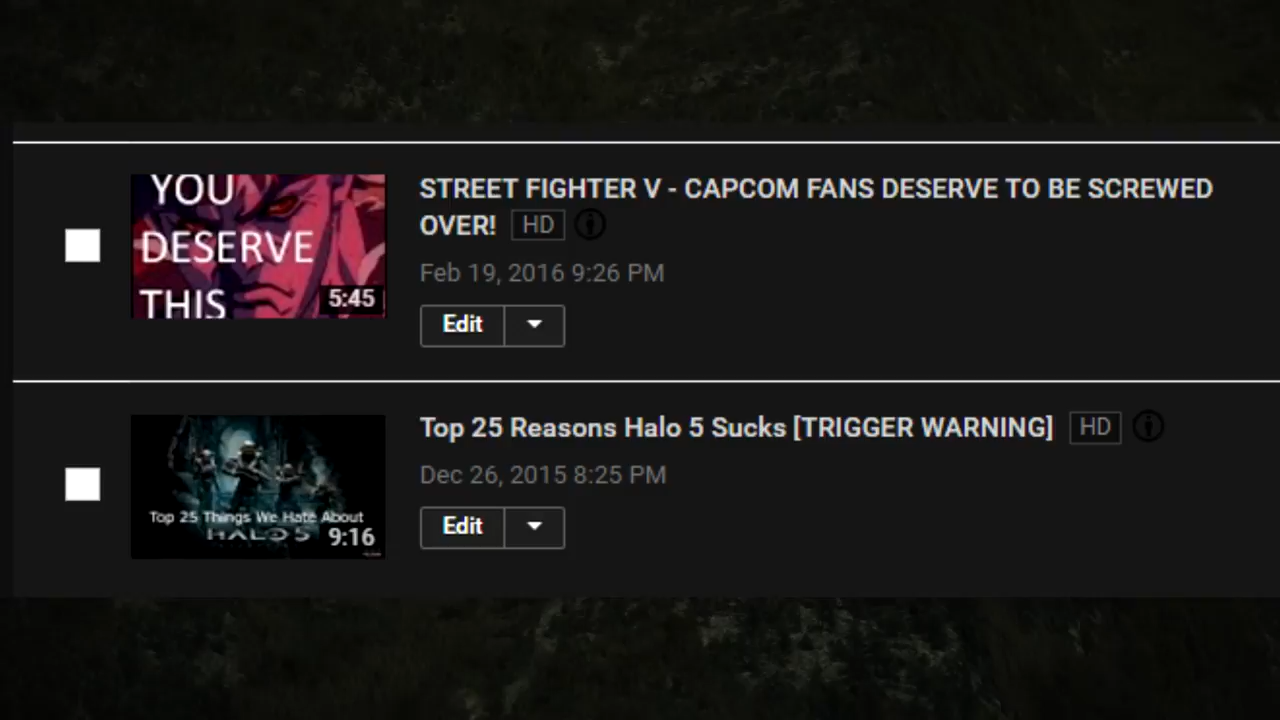 YOU
DESERVE
THIS
5:45
STREET FIGHTER V - CAPCOM FANS DESERVE TO BE SCREWED
OVER! HD
Feb 19, 2016 9:26 PM
Edit
Top 25 Things We Hate About
HALO 5
9:16
Top 25 Reasons Halo 5 Sucks [TRIGGER WARNING] HD
Dec 26, 2015 8:25 PM
Edit